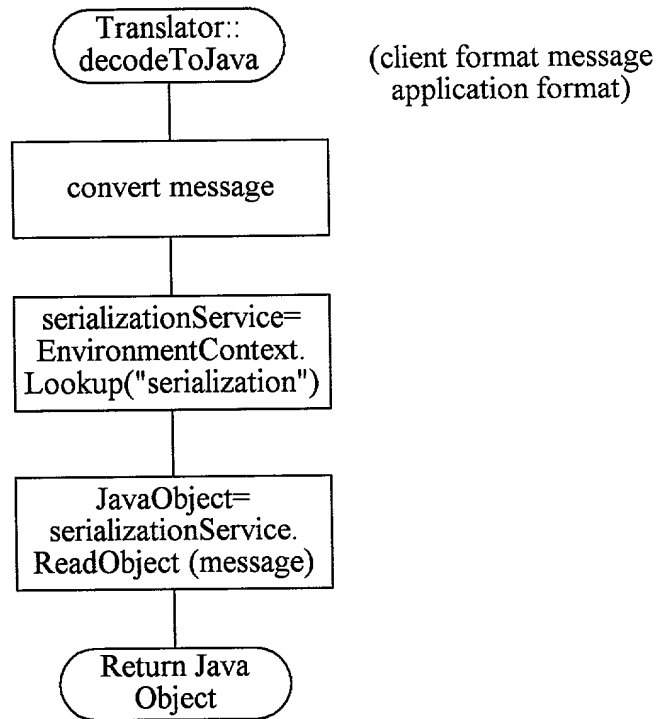 Translator::
decodeToJava
(client format message
application format)
convert message
serializationService=
EnvironmentContext.
Lookup("serialization")
JavaObject=
serializationService.
ReadObject (message)
Return Java
Object